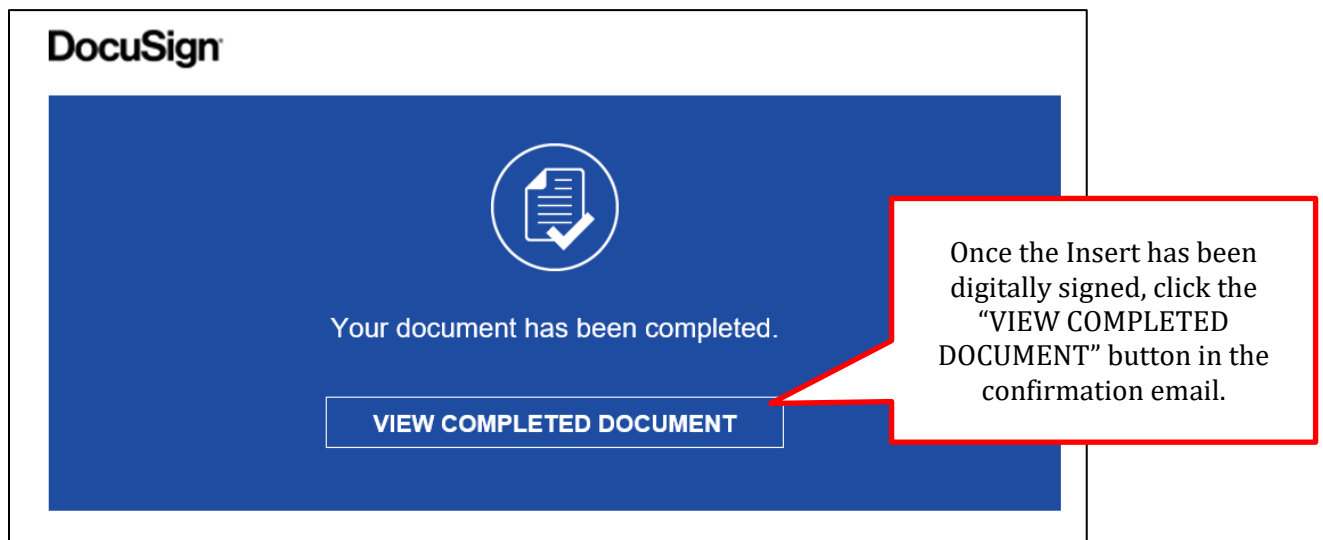 DocuSign
Your document has been completed.
VIEW COMPLETED DOCUMENT
Once the Insert has been
digitally signed, click the
“VIEW COMPLETED
DOCUMENT” button in the
confirmation email.